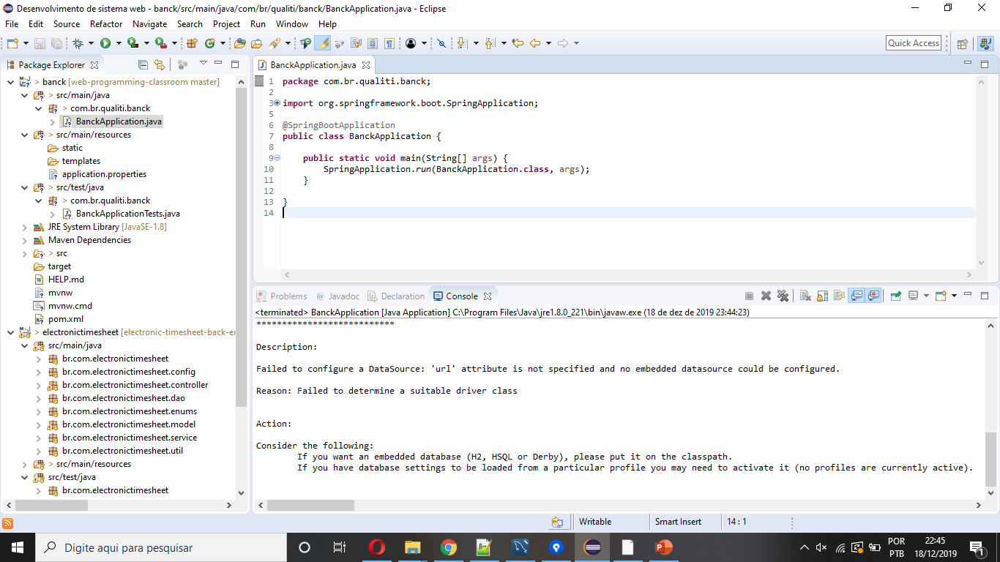 Desenvolvimento de sistema web - banck/src/main/java/com/br/qualiti/banck/BanckApplication.java - Eclipse
File Edit Source Refactor Navigate Search Project Run Window Help
Quick Access
Package Explorer
> banck [web-programming-classroom master]
> src/main/java
> com.br.qualiti.banck
BanckApplication.java
> src/main/resources
static
templates
application.properties
> src/test/java
> com.br.qualiti.banck
BanckApplicationTests.java
JRE System Library [JavaSE-1.8]
Maven Dependencies
> src
target
HELP.md
mvnw
mvnw.cmd
pom.xml
> electronictimesheet [electronic-timesheet-back-e
src/main/java
br.com.electronictimesheet
br.com.electronictimesheet.config
br.com.electronictimesheet.controller
br.com.electronictimesheet.dao
br.com.electronictimesheet.enums
br.com.electronictimesheet.model
br.com.electronictimesheet.service
br.com.electronictimesheet.util
> src/main/resources
src/test/java
br.com.electronictimesheet
BanckApplication.java
1 package com.br.qualiti.banck;
2
3 import org.springframework.boot.SpringApplication;
5
6 @SpringBootApplication
7 public class BanckApplication {
8
9 public static void main(String[] args) {
10 SpringApplication.run(BanckApplication.class, args);
11 }
12
13 }
14
Problems @ Javadoc Declaration Console
<terminated> BanckApplication [Java Application] C:\Program Files\Java\jre1.8.0_221\bin\javaw.exe (18 de dez de 2019 23:44:23)
***************************
Description:
Failed to configure a DataSource: 'url' attribute is not specified and no embedded datasource could be configured.
Reason: Failed to determine a suitable driver class
Action:
Consider the following:
If you want an embedded database (H2, HSQL or Derby), please put it on the classpath.
If you have database settings to be loaded from a particular profile you may need to activate it (no profiles are currently active).
Writable Smart Insert 14 : 1
Digite aqui para pesquisar
POR
PTB
22:45
18/12/2019
1